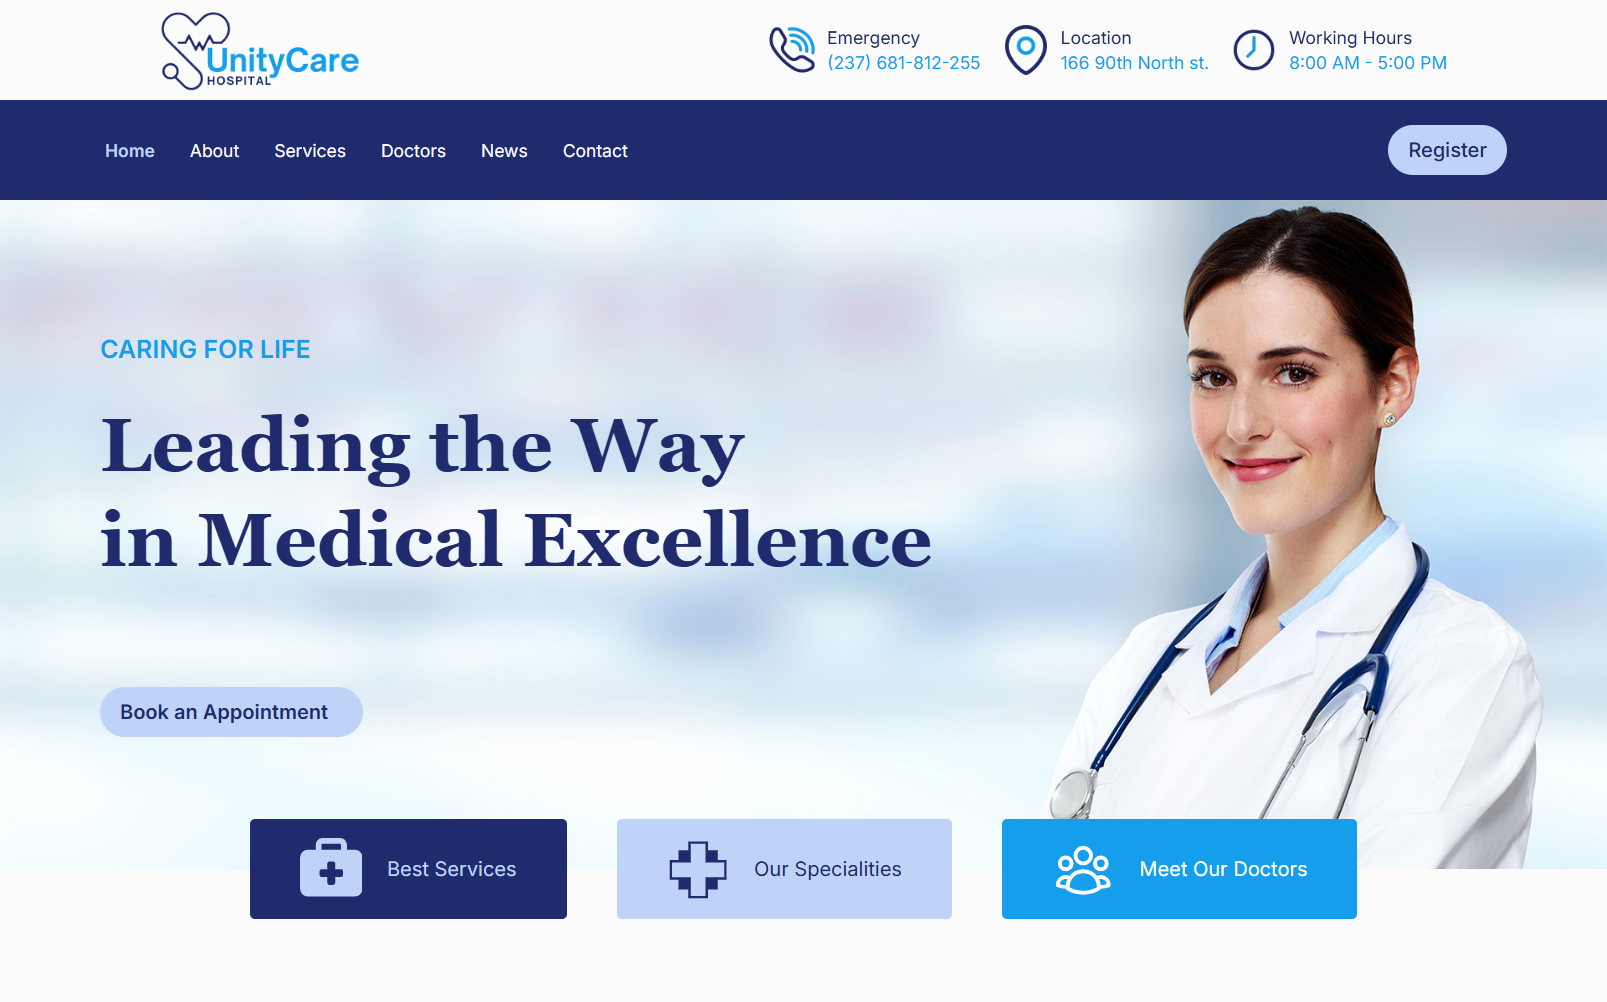 UnityCare
HOSPITAL
Emergency
(237) 681-812-255
Location
166 90th North st.
Working Hours
8:00 AM - 5:00 PM
Home
About
Services
Doctors
News
Contact
Register
CARING FOR LIFE
Leading the Way
in Medical Excellence
Book an Appointment
Best Services
Our Specialities
Meet Our Doctors